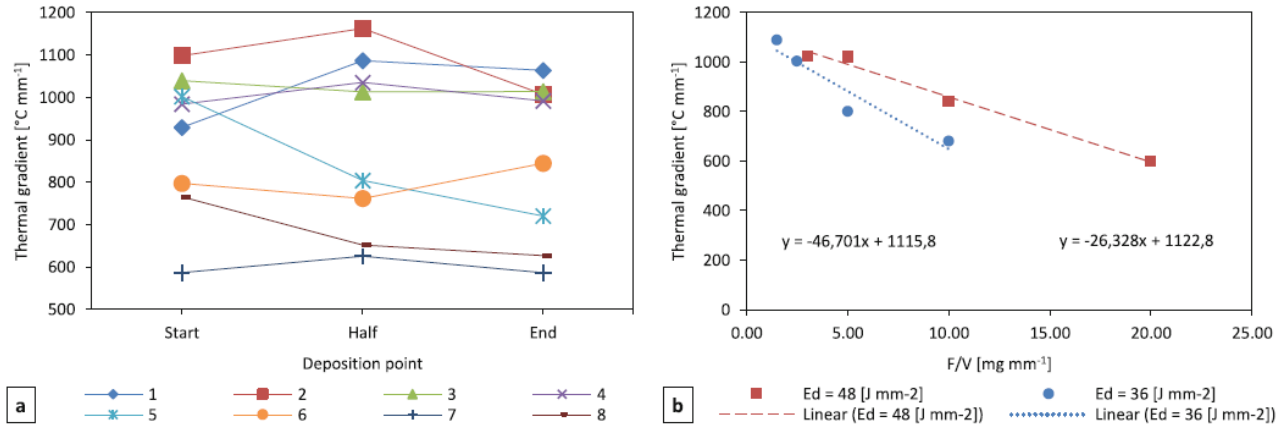 1200
1100
1000
900
800
700
600
500
Thermal gradient [°C mm⁻¹]
Start Half End
Deposition point
a
1 2 3 4
5 6 7 8
1200
1000
800
600
400
200
0
Thermal gradient [°C mm⁻¹]
y = -46,701x + 1115,8
y = -26,328x + 1122,8
0.00 5.00 10.00 15.00 20.00 25.00
F/V [mg mm⁻¹]
b
Ed = 48 [J mm-2] Ed = 36 [J mm-2]
Linear (Ed = 48 [J mm-2]) Linear (Ed = 36 [J mm-2])